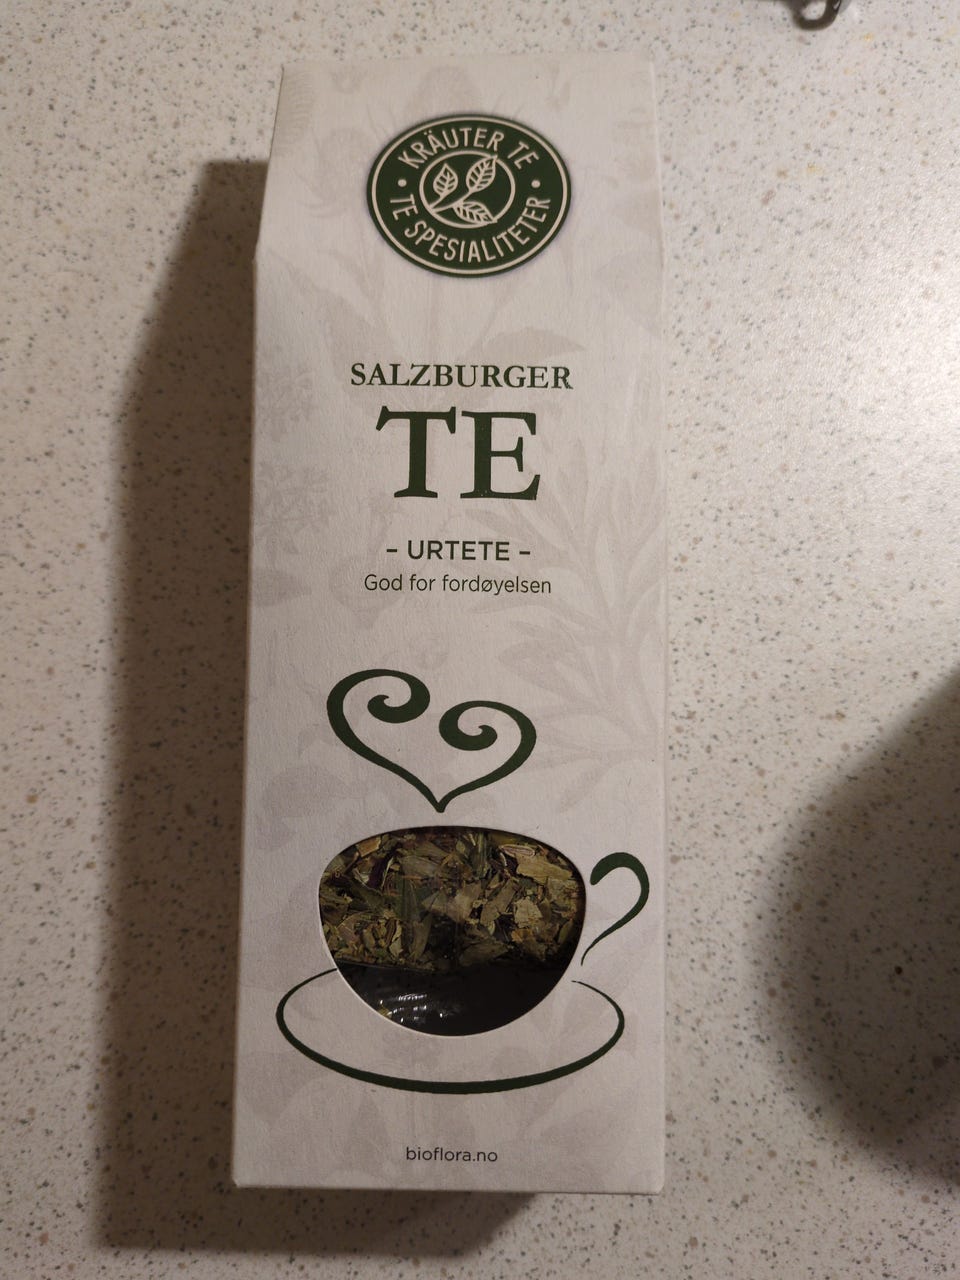 KRÄUTER TE
TE SPESIALITETER
SALZBURGER
TE
- URTETE -
God for fordøyelsen
bioflora.no